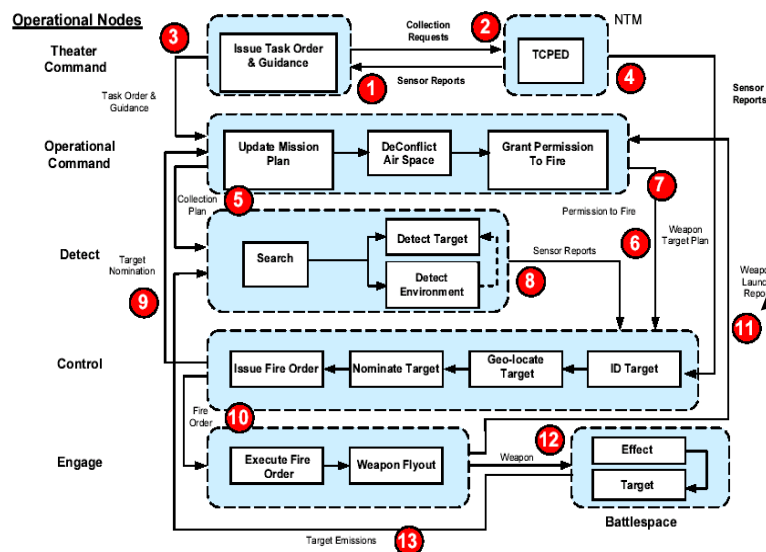 Operational Nodes
3
2
NTM
Collection
Requests
Theater
Command
Issue Task Order
& Guidance
TCPED
Sensor Reports
1
4
Sensor
Reports
Task Order &
Guidance
Operational
Command
Update Mission
Plan
DeConflict
Air Space
Grant Permission
To Fire
7
5
Collection
Plan
Permission to Fire
6
Weapon
Target Plan
Detect
Target
Nomination
Search
Detect Target
Detect
Environment
Sensor Reports
8
9
Weapo
Laund
Repo
11
Control
Issue Fire Order
Nominate Target
Geo-locate
Target
ID Target
Fire
Order
10
12
Engage
Execute Fire
Order
Weapon Flyout
Weapon
Effect
Target
Battlespace
Target Emissions
13